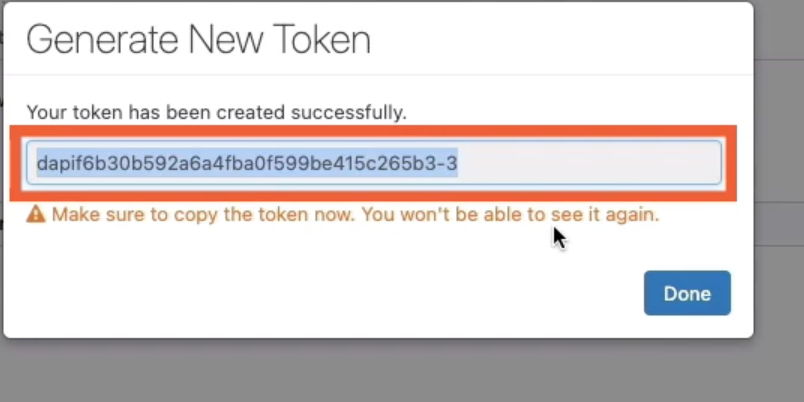 Generate New Token
Your token has been created successfully.
dapif6b30b592a6a4fba0f599be415c265b3-3
Make sure to copy the token now. You won't be able to see it again.
Done